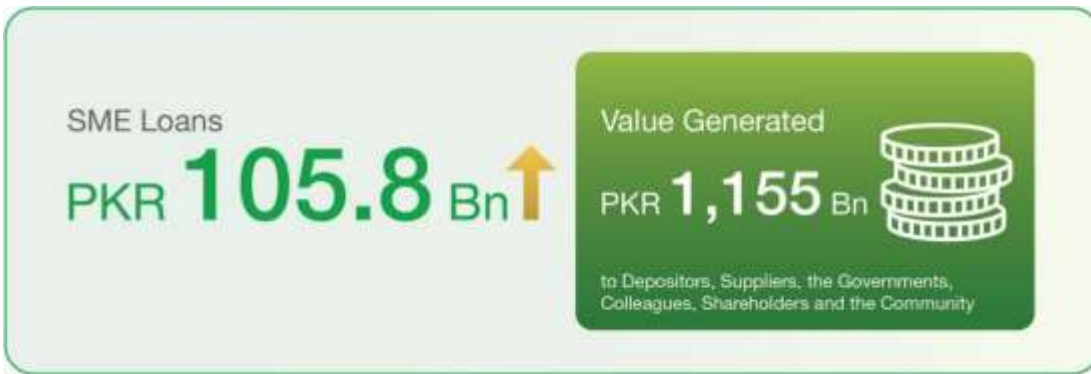 SME Loans
PKR 105.8 Bn
Value Generated
PKR 1,155 Bn
to Depositors, Suppliers, the Governments,
Colleagues, Shareholders and the Community